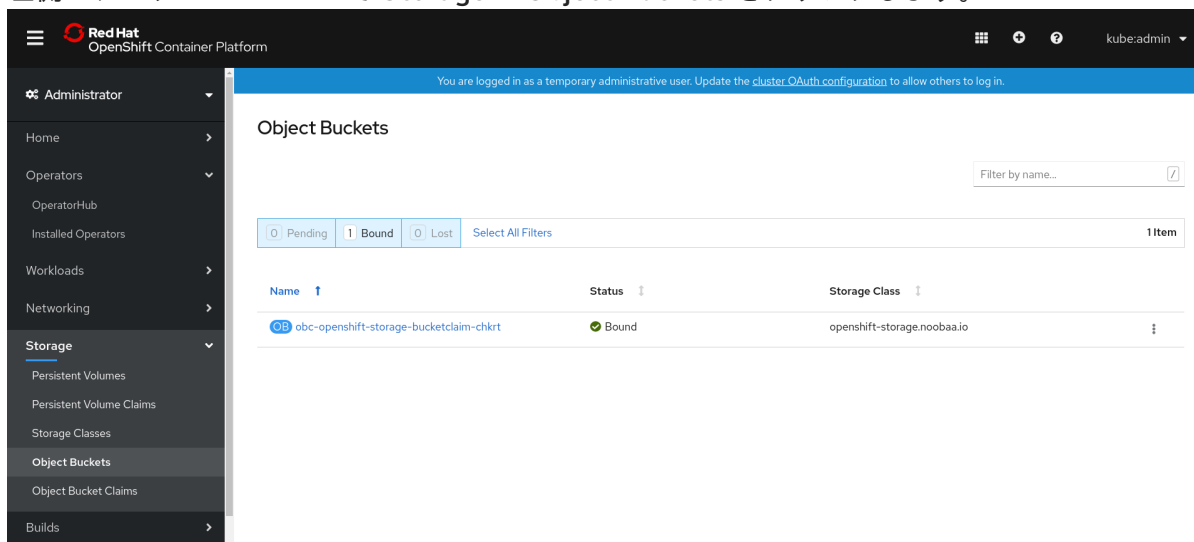 Storage → Object Buckets
Red Hat
OpenShift Container Platform
kube:admin
Administrator
You are logged in as a temporary administrative user. Update the cluster OAuth configuration to allow others to log in.
Home
Object Buckets
Operators
Filter by name...
/
OperatorHub
Installed Operators
0 Pending 1 Bound 0 Lost Select All Filters 1 Item
Workloads
Name Status Storage Class
Networking
OB obc-openshift-storage-bucketclaim-chkrt Bound openshift-storage.noobaa.io
Storage
Persistent Volumes
Persistent Volume Claims
Storage Classes
Object Buckets
Object Bucket Claims
Builds